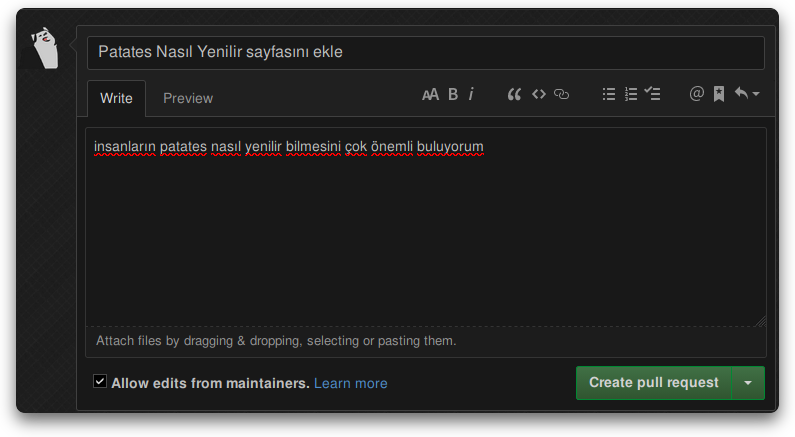 Patates Nasıl Yenilir sayfasını ekle
Write Preview AA B i @
insanların patates nasıl yenilir bilmesini çok önemli buluyorum
Attach files by dragging & dropping, selecting or pasting them.
Allow edits from maintainers. Learn more
Create pull request